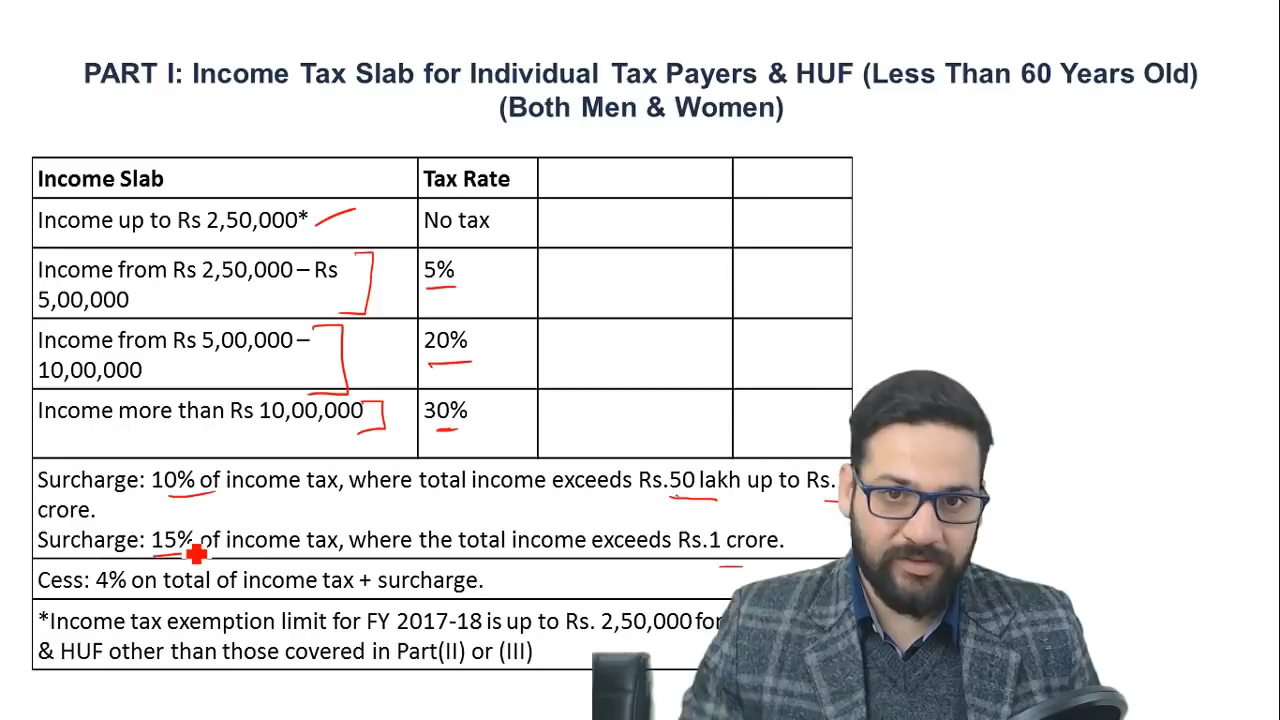 PART I: Income Tax Slab for Individual Tax Payers & HUF (Less Than 60 Years Old)
(Both Men & Women)
Income Slab Tax Rate
Income up to Rs 2,50,000* No tax
Income from Rs 2,50,000 – Rs
5,00,000
5%
Income from Rs 5,00,000 –
10,00,000
20%
Income more than Rs 10,00,000 30%
Surcharge: 10% of income tax, where total income exceeds Rs.50 lakh up to Rs.
crore.
Surcharge: 15% of income tax, where the total income exceeds Rs.1 crore.
Cess: 4% on total of income tax + surcharge.
*Income tax exemption limit for FY 2017-18 is up to Rs. 2,50,000 for
& HUF other than those covered in Part(II) or (III)